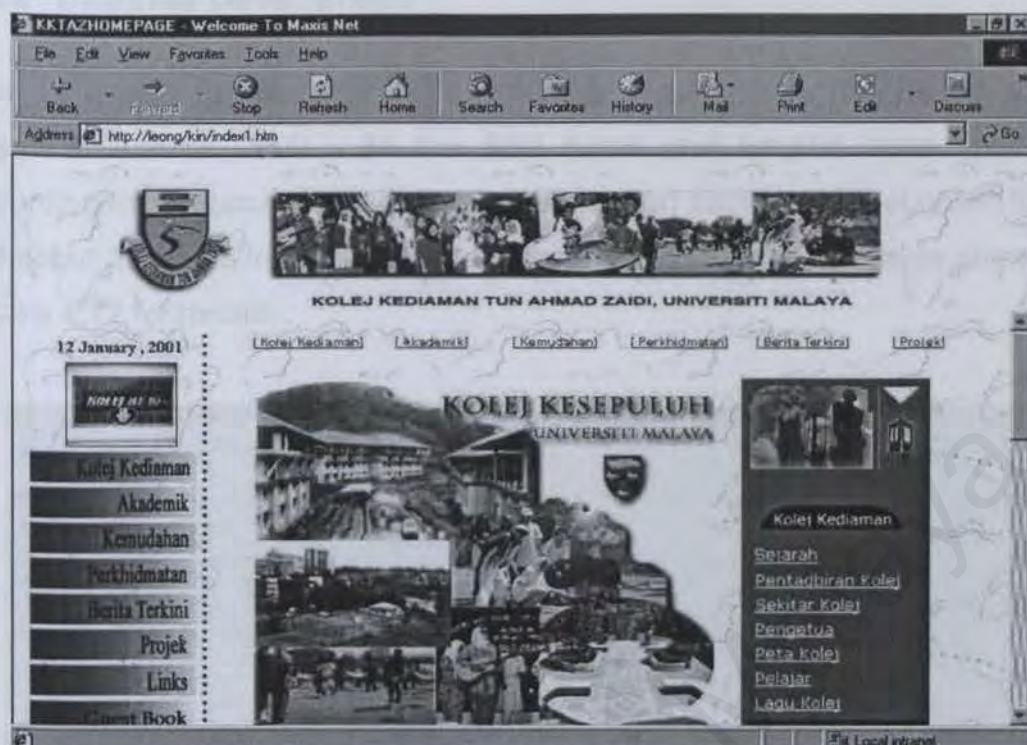 KKTAZHOMEPAGE - Welcome To Maxis Net
File Edit View Favorites Tools Help
Back Forward Stop Refresh Home Search Favorites History Mail Print Edit Discuss
Address http://leong/kin/index1.htm Go
KOLEJ KEDIAMAN TUN AHMAD ZAIDI, UNIVERSITI MALAYA
12 January , 2001
[Kolej Kediaman] [Akademik] [Kemudahan] [Perkhidmatan] [Berita Terkini] [Projek]
KOLEJ KESEPULUH
UNIVERSITI MALAYA
Kolej Kediaman
Akademik
Kemudahan
Perkhidmatan
Berita Terkini
Projek
Links
Guest Book
Kolej Kediaman
Sejarah
Pentadbiran Kolej
Sekitar Kolej
Pengetua
Peta Kolej
Pelajar
Lagu Kolej
Local intranet